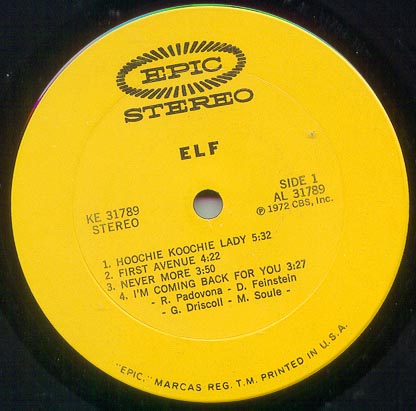 EPIC
STEREO
ELF
KE 31789
STEREO
SIDE 1
AL 31789
℗ 1972 CBS, Inc.
1. HOOCHIE KOOCHIE LADY 5:32
2. FIRST AVENUE 4:22
3. NEVER MORE 3:50
4. I'M COMING BACK FOR YOU 3:27
- R. Padovona - D. Feinstein
- G. Driscoll - M. Soule -
"EPIC," MARCAS REG. T.M. PRINTED IN U.S.A.